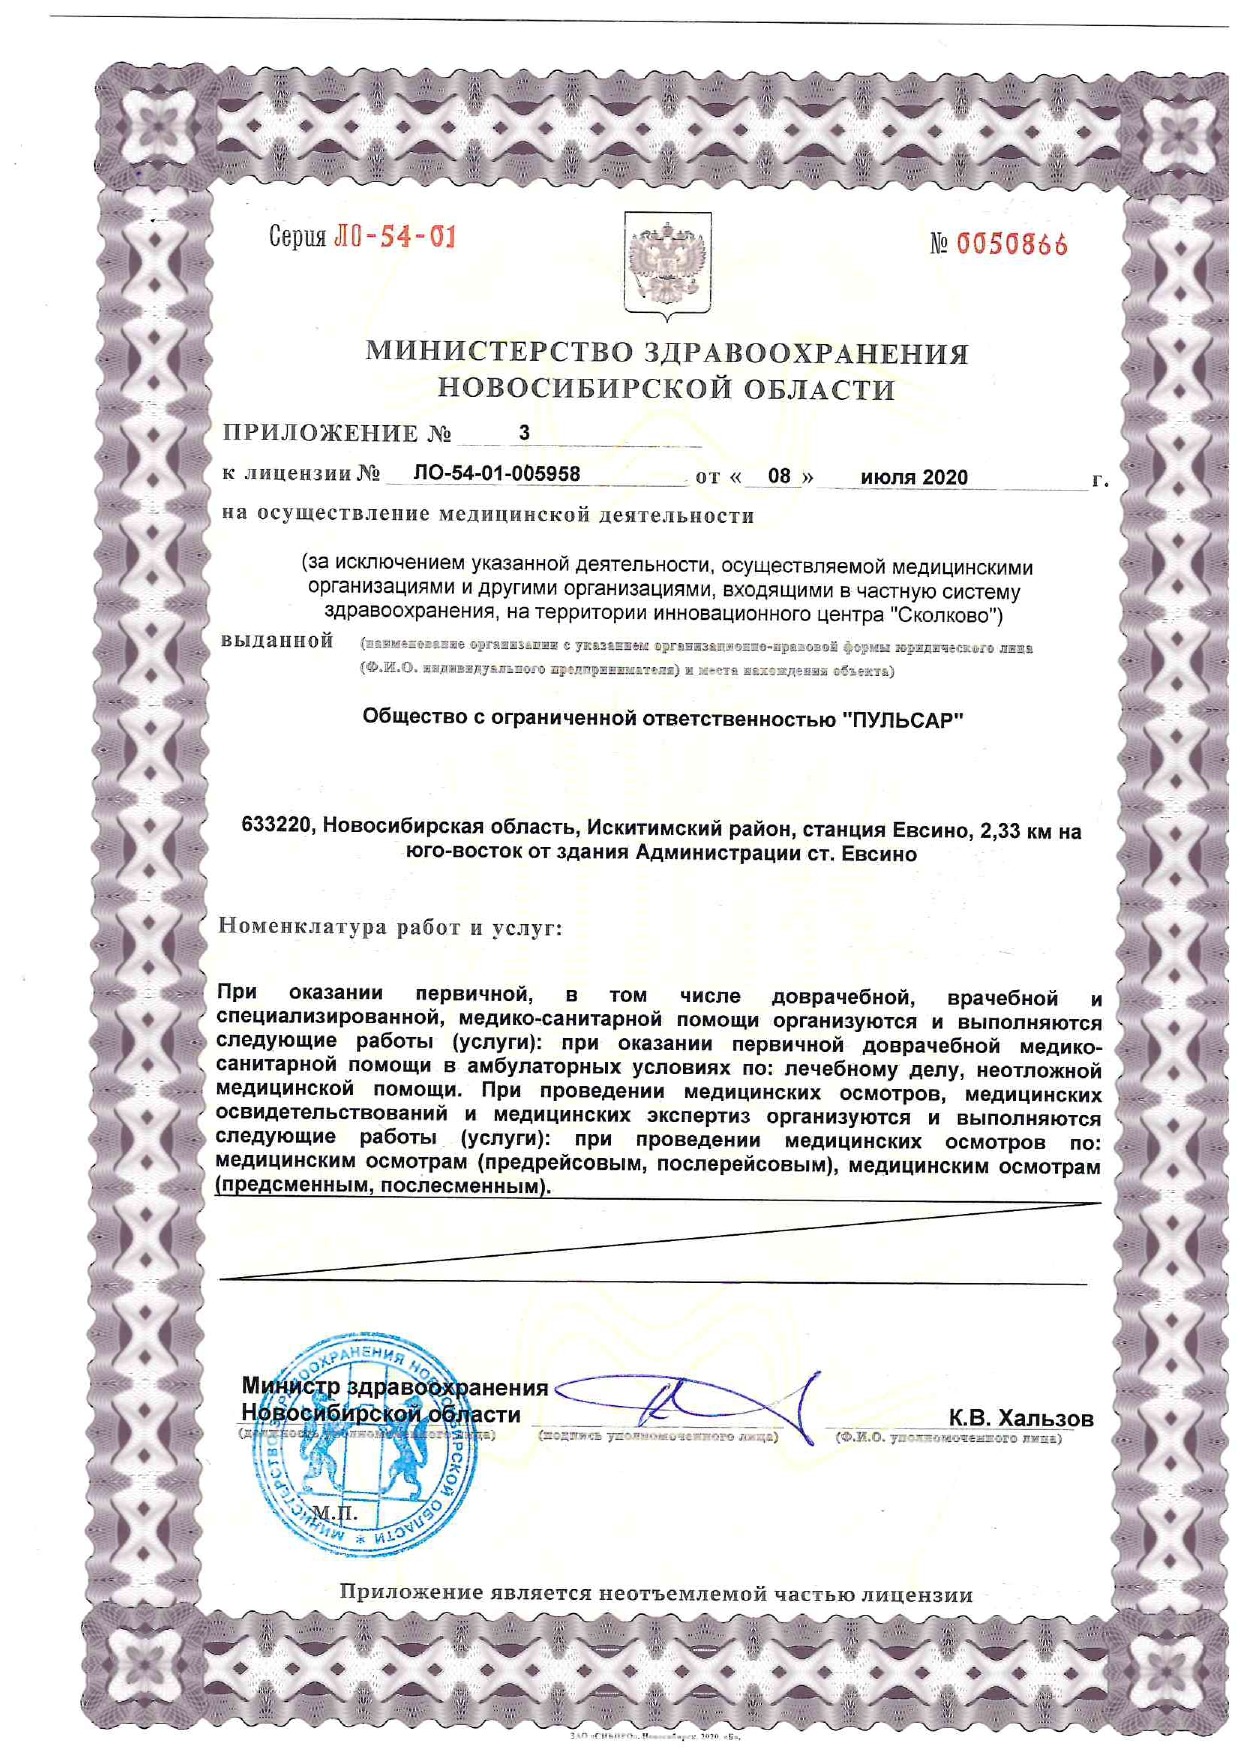 Серия ЛО-54-01
№ 0050866
МИНИСТЕРСТВО ЗДРАВООХРАНЕНИЯ
НОВОСИБИРСКОЙ ОБЛАСТИ
ПРИЛОЖЕНИЕ № 3
к лицензии № ЛО-54-01-005958 от « 08 » июля 2020 г.
на осуществление медицинской деятельности
(за исключением указанной деятельности, осуществляемой медицинскими
организациями и другими организациями, входящими в частную систему
здравоохранения, на территории инновационного центра "Сколково")
выданной (наименование организации с указанием организационно-правовой формы юридического лица
(Ф.И.О. индивидуального предпринимателя) и места нахождения объекта)
Общество с ограниченной ответственностью "ПУЛЬСАР"
633220, Новосибирская область, Искитимский район, станция Евсино, 2,33 км на
юго-восток от здания Администрации ст. Евсино
Номенклатура работ и услуг:
При оказании первичной, в том числе доврачебной, врачебной и
специализированной, медико-санитарной помощи организуются и выполняются
следующие работы (услуги): при оказании первичной доврачебной медико-
санитарной помощи в амбулаторных условиях по: лечебному делу, неотложной
медицинской помощи. При проведении медицинских осмотров, медицинских
освидетельствований и медицинских экспертиз организуются и выполняются
следующие работы (услуги): при проведении медицинских осмотров по:
медицинским осмотрам (предрейсовым, послерейсовым), медицинским осмотрам
(предсменным, послесменным).
Министр здравоохранения
Новосибирской области
К.В. Хальзов
(должность уполномоченного лица)
(подпись уполномоченного лица)
(Ф.И.О. уполномоченного лица)
МИНИСТЕРСТВО ЗДРАВООХРАНЕНИЯ НОВОСИБИРСКОЙ ОБЛАСТИ *
М.П.
Приложение является неотъемлемой частью лицензии